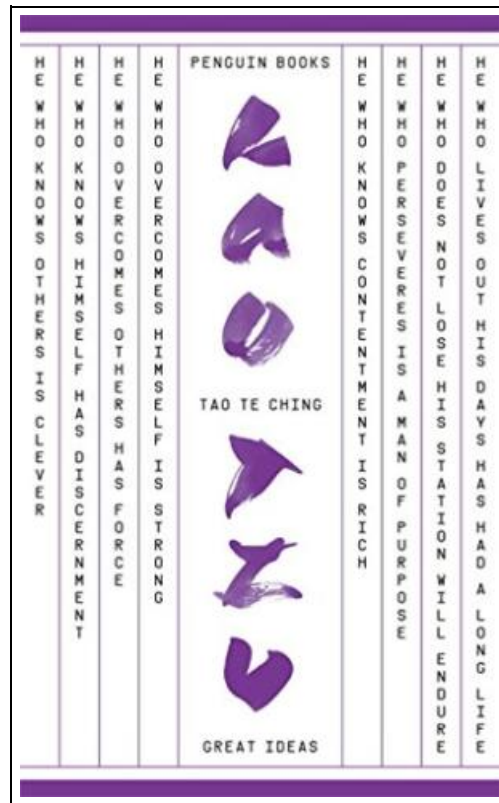 HE WHO KNOWS OTHERS IS CLEVER
HE WHO KNOWS HIMSELF HAS DISCERNMENT
HE WHO OVERCOMES OTHERS HAS FORCE
HE WHO OVERCOMES HIMSELF IS STRONG
PENGUIN BOOKS
LAO
TAO TE CHING
TZU
GREAT IDEAS
HE WHO KNOWS CONTENTMENT IS RICH
HE WHO PERSEVERES IS A MAN OF PURPOSE
HE WHO DOES NOT LOSE HIS STATION WILL ENDURE
HE WHO LIVES OUT HIS DAYS HAS HAD A LONG LIFE